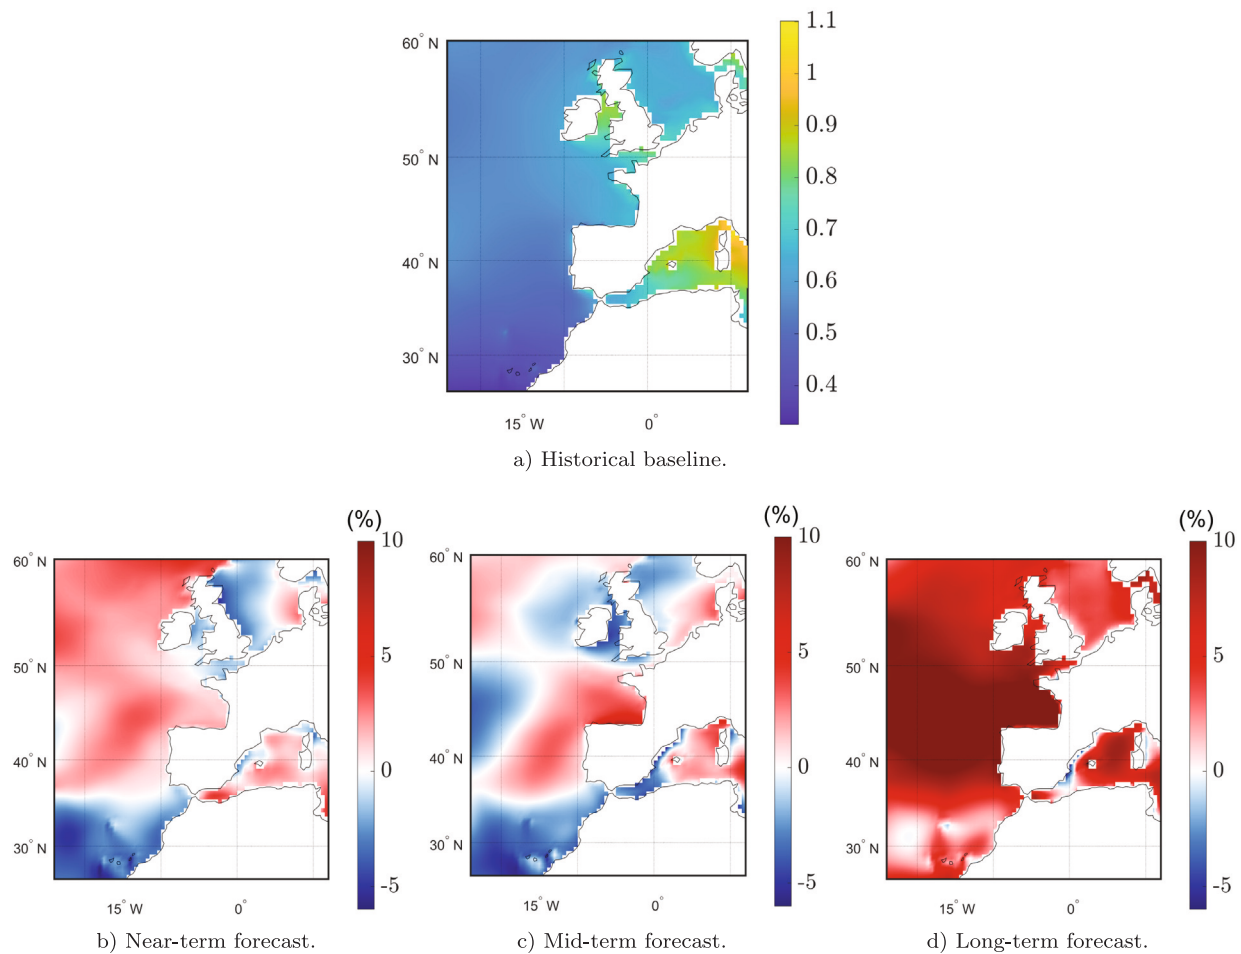 1.1
60° N
1
0.9
50° N
0.8
0.7
40° N
0.6
0.5
30° N
0.4
15° W 0°
a) Historical baseline.
(%) (%) (%)
60° N 10 60° N 10 60° N 10
50° N 5 50° N 5 50° N 5
40° N 0 40° N 0 40° N 0
30° N -5 30° N -5 30° N -5
15° W 0° 15° W 0° 15° W 0°
b) Near-term forecast. c) Mid-term forecast. d) Long-term forecast.